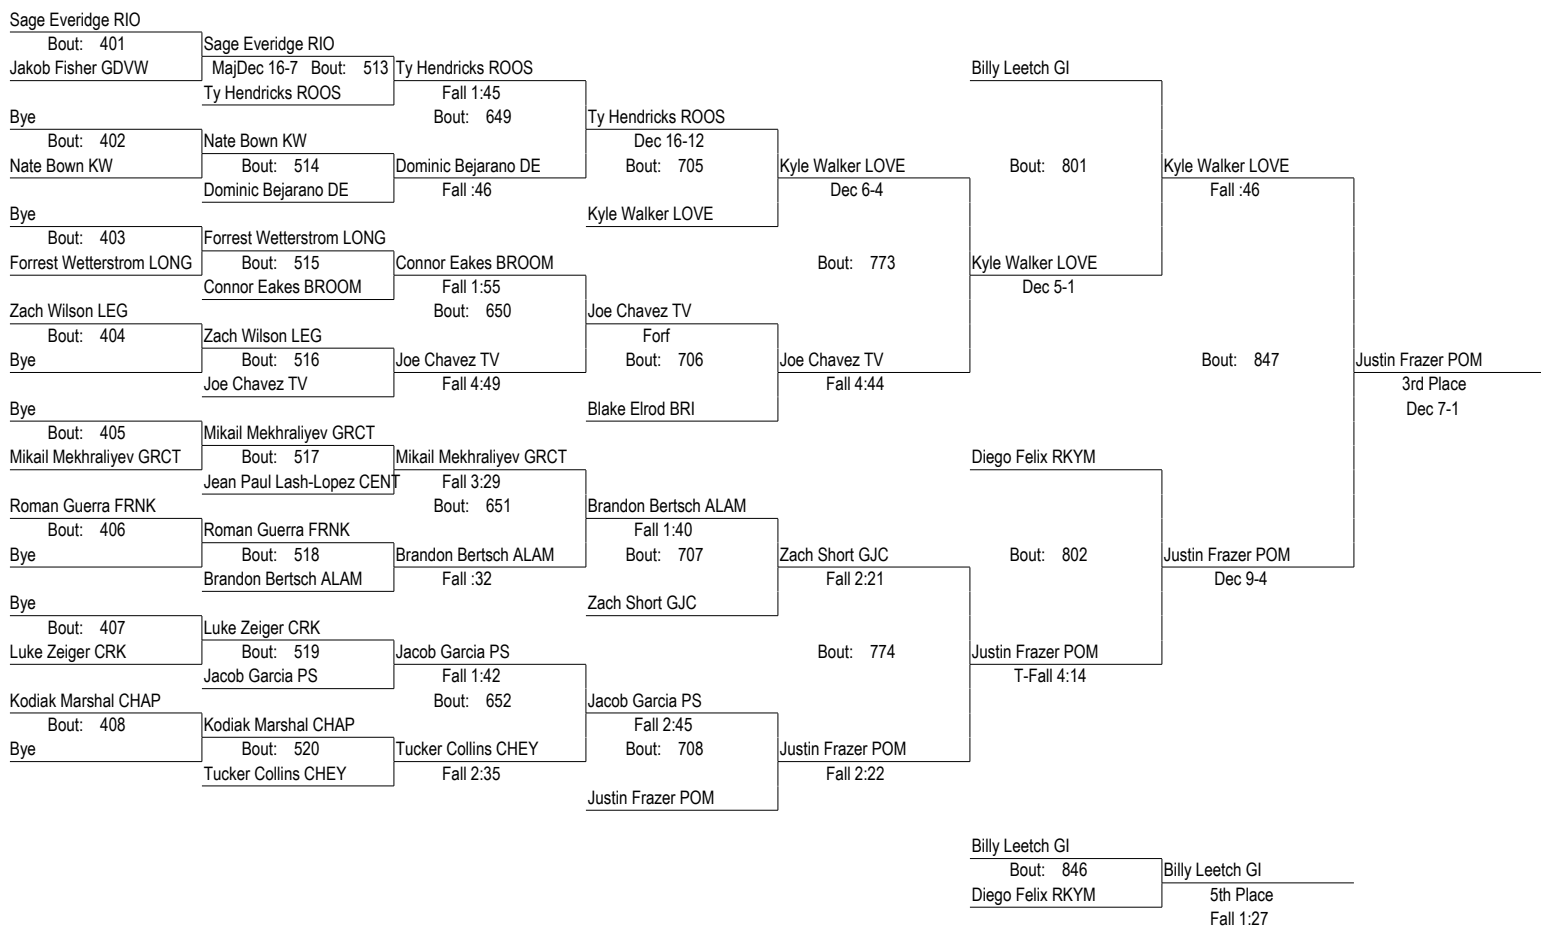 Sage Everidge RIO
Bout: 401
Sage Everidge RIO
Jakob Fisher GDVW
MajDec 16-7 Bout: 513
Ty Hendricks ROOS
Billy Leetch GI
Ty Hendricks ROOS
Fall 1:45
Bye
Bout: 649
Ty Hendricks ROOS
Bout: 402
Nate Bown KW
Dec 16-12
Nate Bown KW
Bout: 514
Dominic Bejarano DE
Bout: 705
Kyle Walker LOVE
Bout: 801
Kyle Walker LOVE
Dominic Bejarano DE
Fall :46
Dec 6-4
Fall :46
Bye
Kyle Walker LOVE
Bout: 403
Forrest Wetterstrom LONG
Forrest Wetterstrom LONG
Bout: 515
Connor Eakes BROOM
Bout: 773
Kyle Walker LOVE
Connor Eakes BROOM
Fall 1:55
Dec 5-1
Zach Wilson LEG
Bout: 650
Joe Chavez TV
Bout: 404
Zach Wilson LEG
Forf
Bye
Bout: 516
Joe Chavez TV
Bout: 706
Joe Chavez TV
Bout: 847
Justin Frazer POM
Joe Chavez TV
Fall 4:49
Fall 4:44
3rd Place
Bye
Blake Elrod BRI
Dec 7-1
Bout: 405
Mikail Mekhraliyev GRCT
Mikail Mekhraliyev GRCT
Bout: 517
Mikail Mekhraliyev GRCT
Diego Felix RKYM
Jean Paul Lash-Lopez CENT
Fall 3:29
Roman Guerra FRNK
Bout: 651
Brandon Bertsch ALAM
Bout: 406
Roman Guerra FRNK
Fall 1:40
Bye
Bout: 518
Brandon Bertsch ALAM
Bout: 707
Zach Short GJC
Bout: 802
Justin Frazer POM
Brandon Bertsch ALAM
Fall :32
Fall 2:21
Dec 9-4
Bye
Zach Short GJC
Bout: 407
Luke Zeiger CRK
Luke Zeiger CRK
Bout: 519
Jacob Garcia PS
Bout: 774
Justin Frazer POM
Jacob Garcia PS
Fall 1:42
T-Fall 4:14
Kodiak Marshal CHAP
Bout: 652
Jacob Garcia PS
Bout: 408
Kodiak Marshal CHAP
Fall 2:45
Bye
Bout: 520
Tucker Collins CHEY
Bout: 708
Justin Frazer POM
Tucker Collins CHEY
Fall 2:35
Fall 2:22
Justin Frazer POM
Billy Leetch GI
Bout: 846
Billy Leetch GI
Diego Felix RKYM
5th Place
Fall 1:27